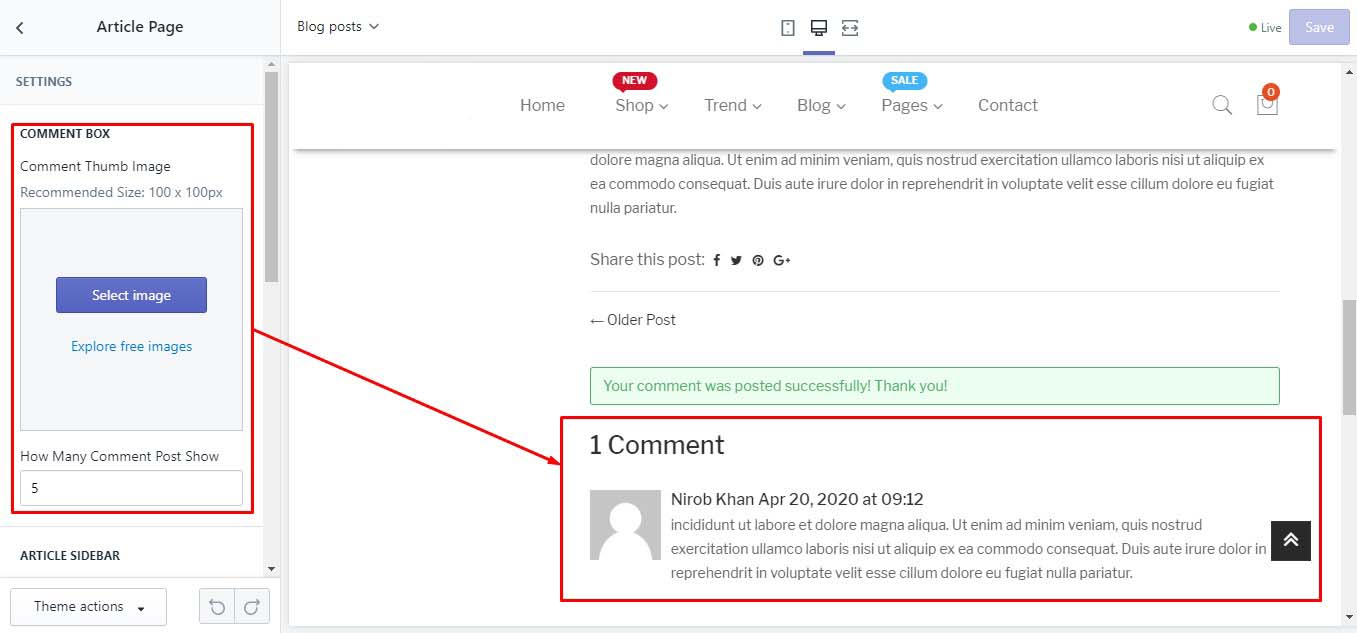 Article Page
Blog posts
Live
Save
SETTINGS
COMMENT BOX
Comment Thumb Image
Recommended Size: 100 x 100px
Select image
Explore free images
How Many Comment Post Show
5
ARTICLE SIDEBAR
Theme actions
NEW
SALE
0
Home
Shop
Trend
Blog
Pages
Contact
dolore magna aliqua. Ut enim ad minim veniam, quis nostrud exercitation ullamco laboris nisi ut aliquip ex
ea commodo consequat. Duis aute irure dolor in reprehendrit in voluptate velit esse cillum dolore eu fugiat
nulla pariatur.
Share this post:
← Older Post
Your comment was posted successfully! Thank you!
1 Comment
Nirob Khan Apr 20, 2020 at 09:12
incididunt ut labore et dolore magna aliqua. Ut enim ad minim veniam, quis nostrud
exercitation ullamco laboris nisi ut aliquip ex ea commodo consequat. Duis aute irure dolor in
reprehendrit in voluptate velit esse cillum dolore eu fugiat nulla pariatur.